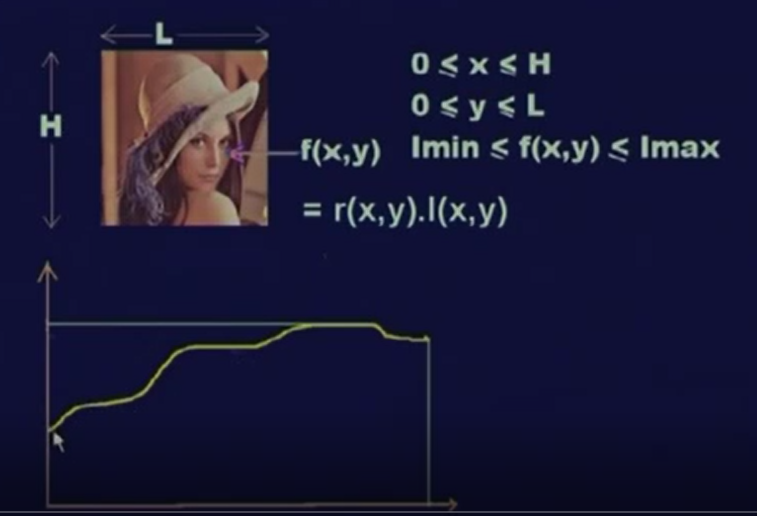 L
H
0 ≤ x ≤ H
0 ≤ y ≤ L
f(x,y)
Imin ≤ f(x,y) ≤ Imax
= r(x,y).I(x,y)